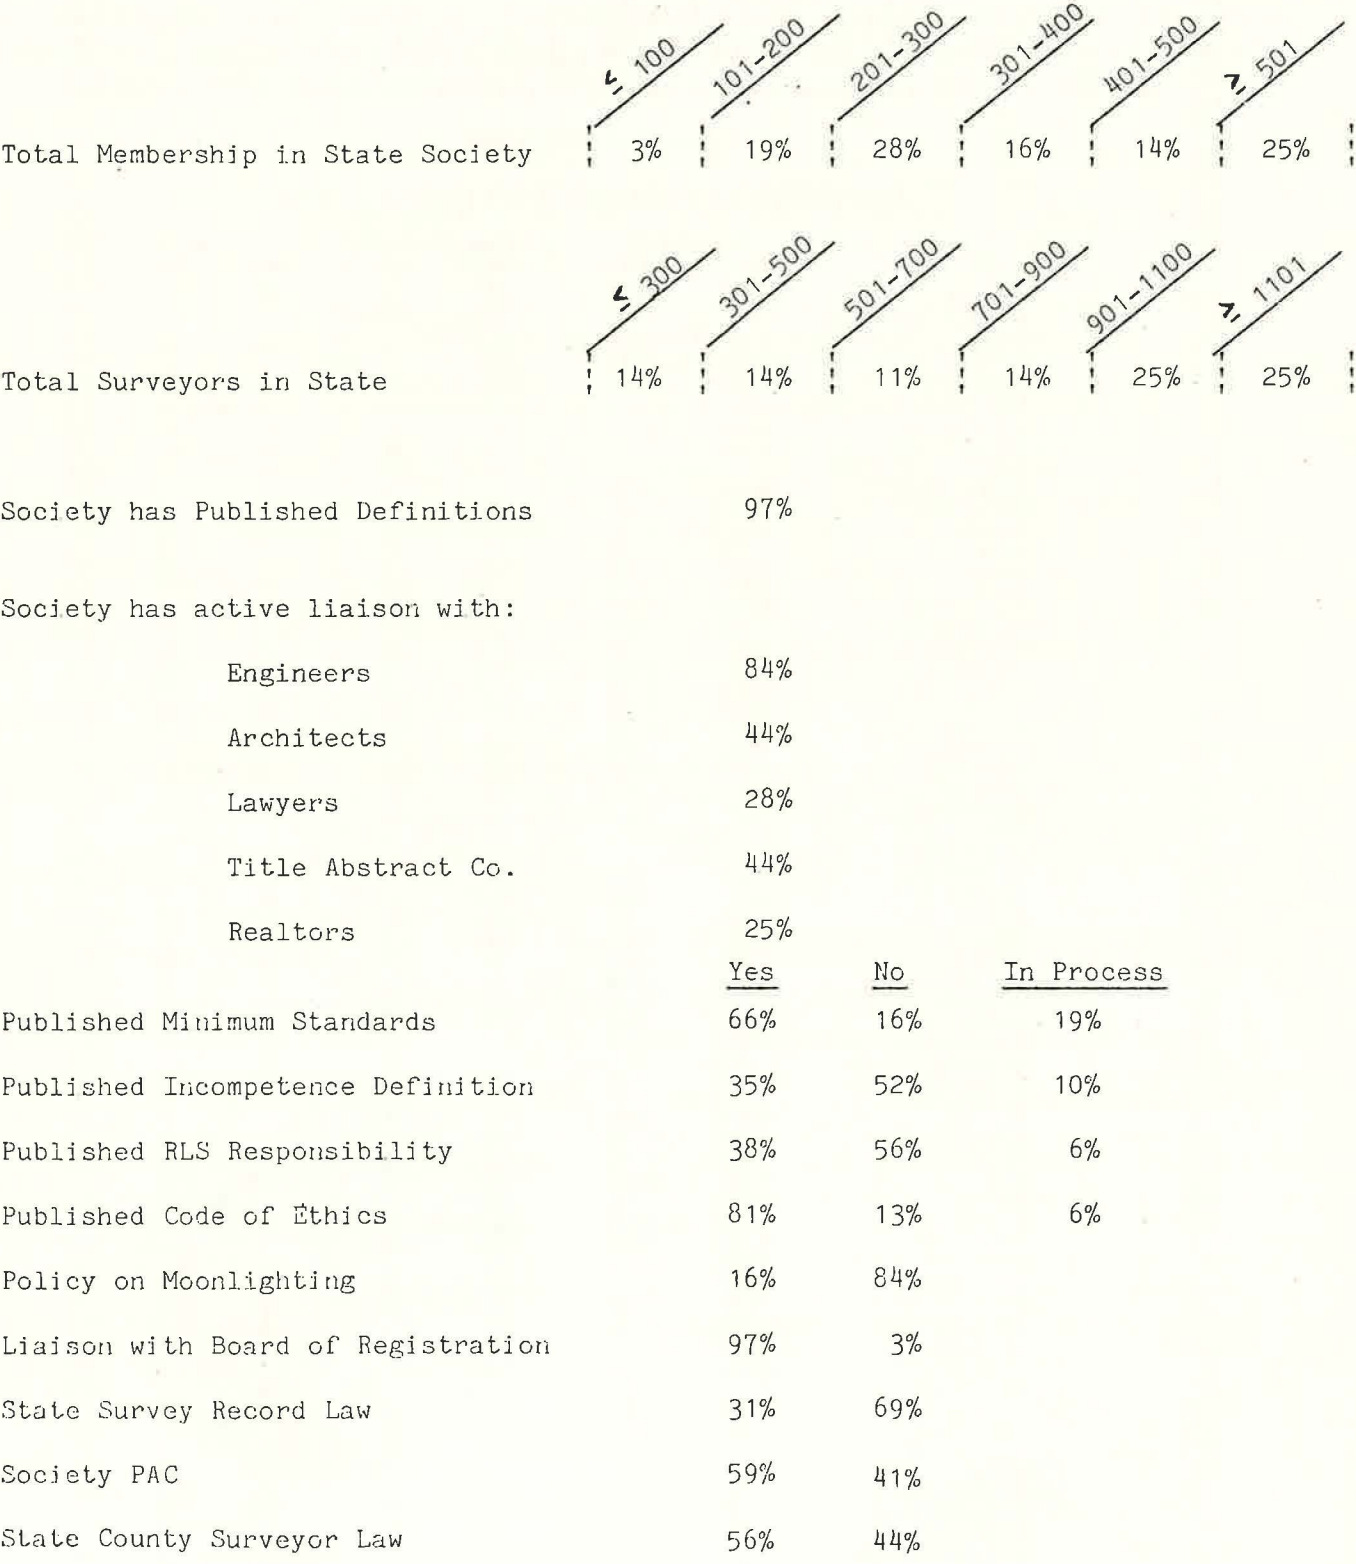 ≤ 100 101-200 201-300 301-400 401-500 ≥ 501
Total Membership in State Society 3% 19% 28% 16% 14% 25%
≤ 300 301-500 501-700 701-900 901-1100 ≥ 1101
Total Surveyors in State 14% 14% 11% 14% 25% 25%
Society has Published Definitions 97%
Society has active liaison with:
Engineers 84%
Architects 44%
Lawyers 28%
Title Abstract Co. 44%
Realtors 25%
Yes No In Process
Published Minimum Standards 66% 16% 19%
Published Incompetence Definition 35% 52% 10%
Published RLS Responsibility 38% 56% 6%
Published Code of Ethics 81% 13% 6%
Policy on Moonlighting 16% 84%
Liaison with Board of Registration 97% 3%
State Survey Record Law 31% 69%
Society PAC 59% 41%
State County Surveyor Law 56% 44%